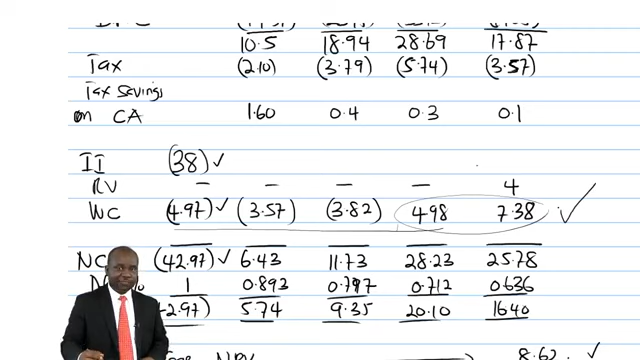 10.5 18.94 28.69 17.87
Tax (2.10) (3.79) (5.74) (3.57)
Tax Savings
on CA 1.60 0.4 0.3 0.1
II (38) ✓
RV – – – – 4
WC (4.97) ✓ (3.57) (3.82) 4.98 7.38 ✓
(42.97) ✓ 6.43 11.73 28.23 25.78
1 0.893 0.797 0.712 0.636
2.97) 5.74 9.35 20.10 16.40
NPV 8.62 ✓